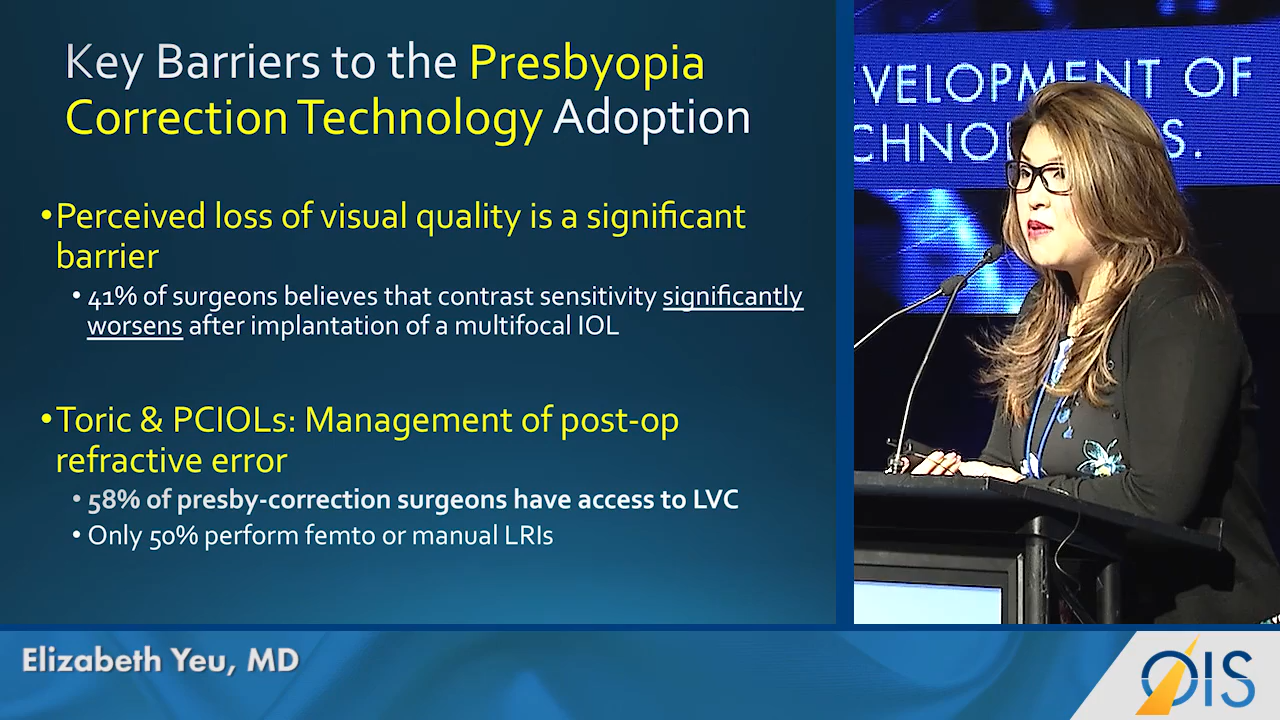 Key Barriers to the Presbyopia
Correction Technology Adoption
•Perceived loss of visual quality is a significant
barrier
• 41% of surgeons believes that contrast sensitivity significantly
worsens after implantation of a multifocal IOL
•Toric & PCIOLs: Management of post-op
refractive error
• 58% of presby-correction surgeons have access to LVC
• Only 50% perform femto or manual LRIs
VELOPMENT OF
CHNO
S.
Elizabeth Yeu, MD
OIS